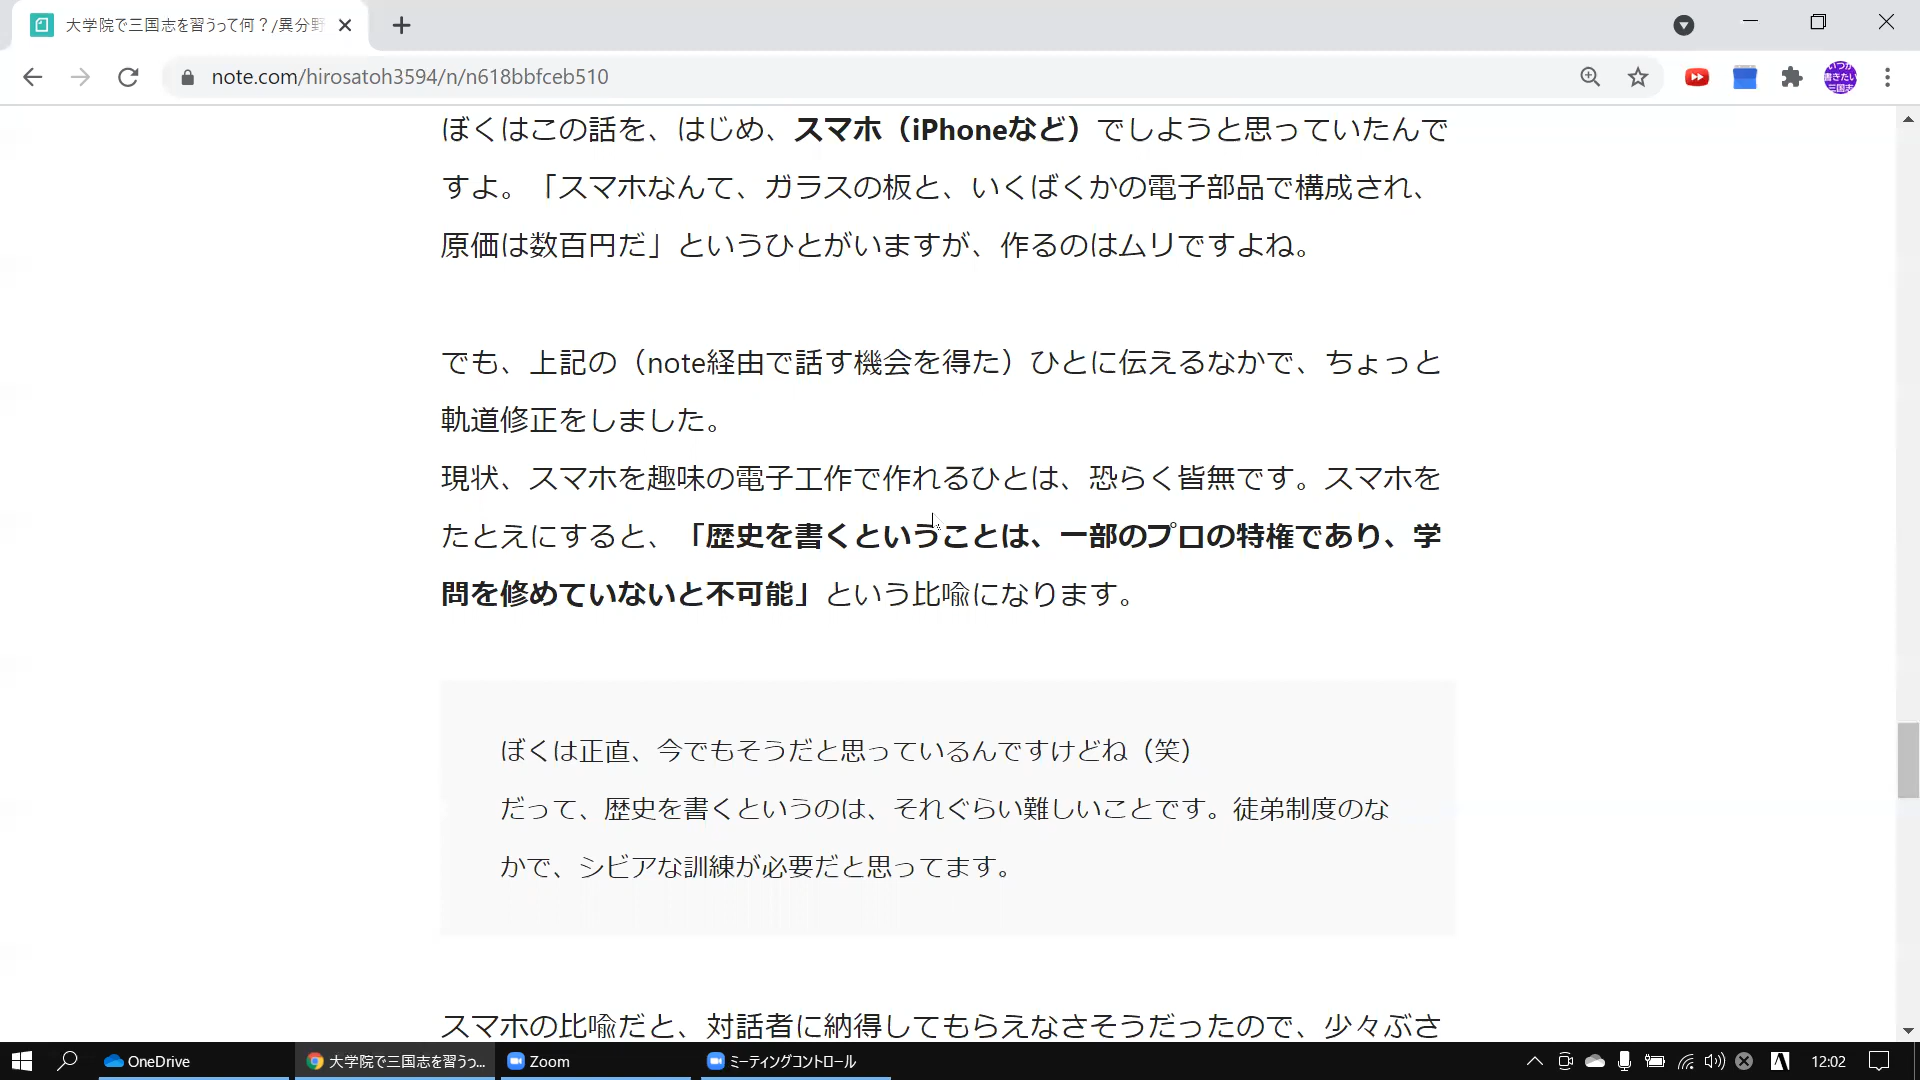 大学院で三国志を習うって何？/異分野
note.com/hirosatoh3594/n/n618bbfceb510
いつか
書きたい
三国志
ぼくはこの話を、はじめ、スマホ（iPhoneなど）でしようと思っていたんで
すよ。「スマホなんて、ガラスの板と、いくばくかの電子部品で構成され、
原価は数百円だ」というひとがいますが、作るのはムリですよね。
でも、上記の（note経由で話す機会を得た）ひとに伝えるなかで、ちょっと
軌道修正をしました。
現状、スマホを趣味の電子工作で作れるひとは、恐らく皆無です。スマホを
たとえにすると、「歴史を書くということは、一部のプロの特権であり、学
問を修めていないと不可能」という比喩になります。
ぼくは正直、今でもそうだと思っているんですけどね（笑）
だって、歴史を書くというのは、それぐらい難しいことです。徒弟制度のな
かで、シビアな訓練が必要だと思ってます。
スマホの比喩だと、対話者に納得してもらえなさそうだったので、少々ぶさ
OneDrive
大学院で三国志を習うっ...
Zoom
ミーティングコントロール
A
12:02